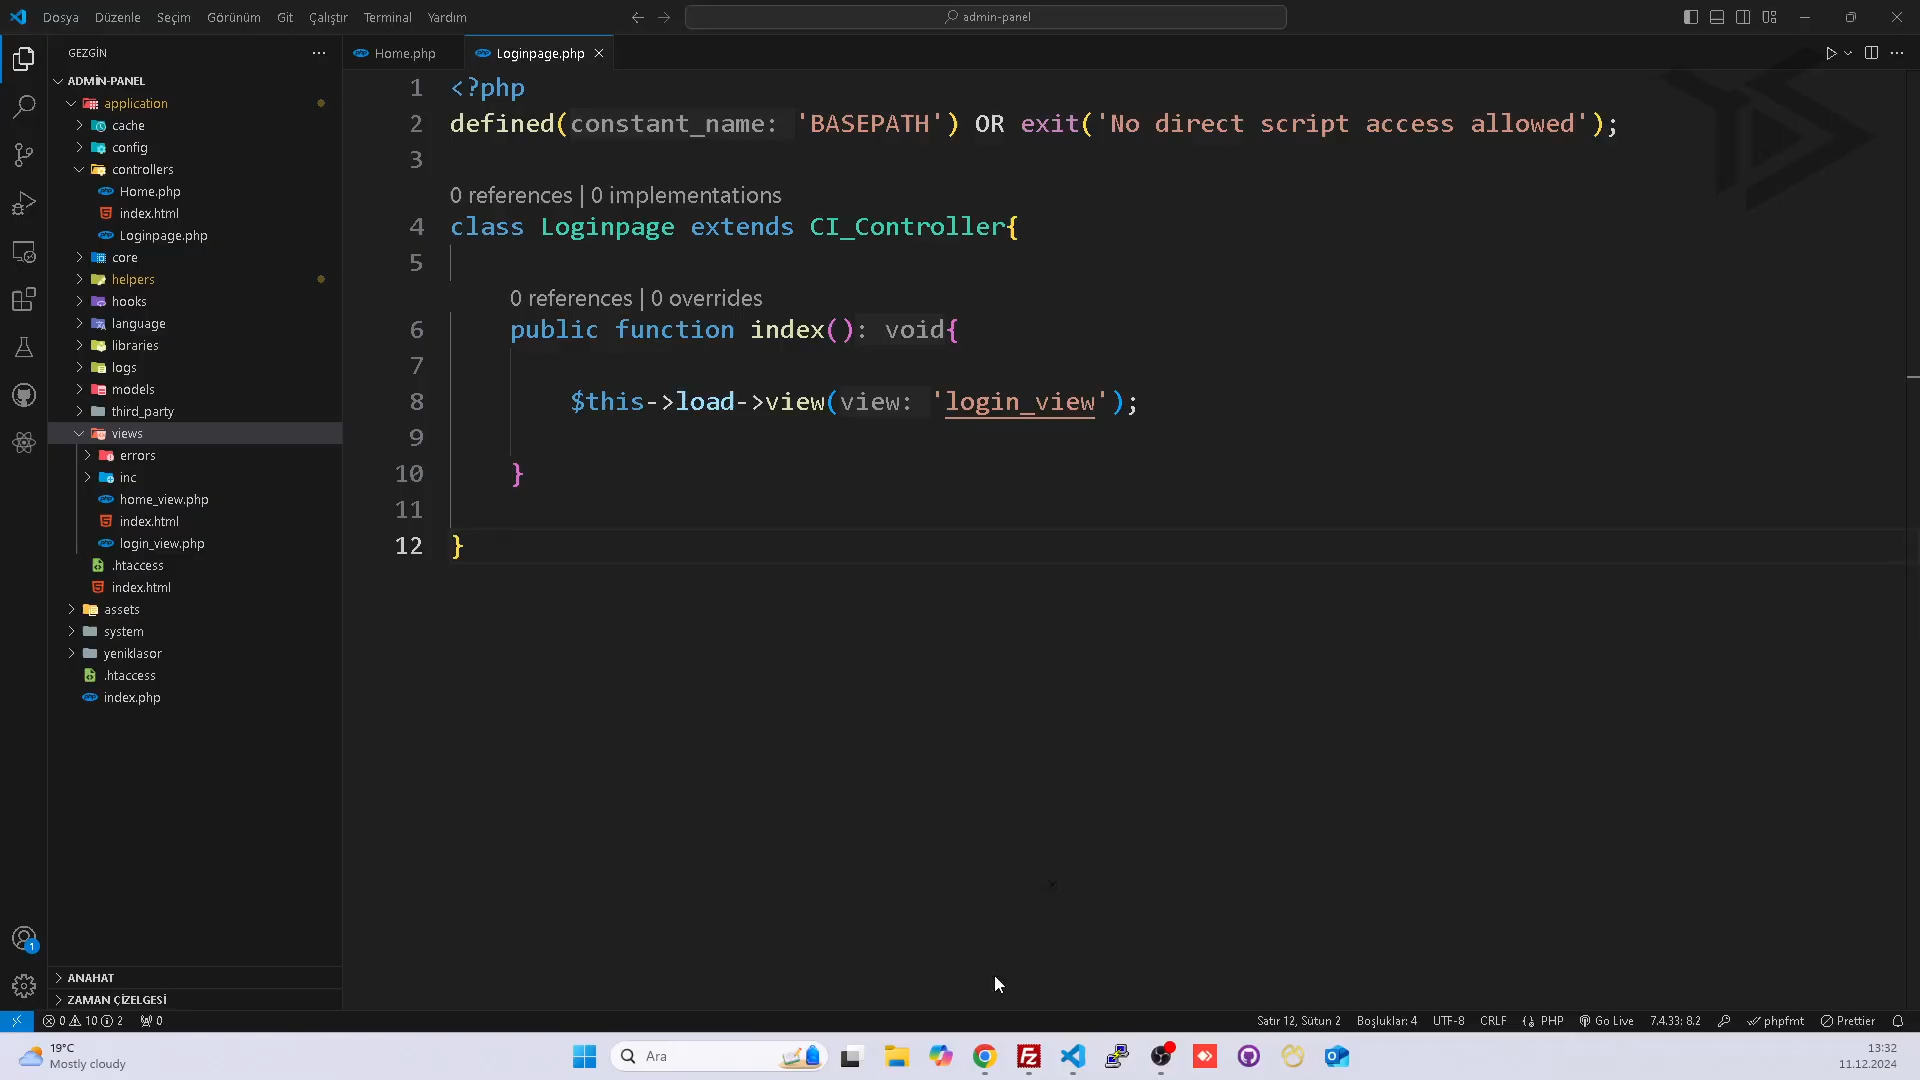 Dosya Düzenle Seçim Görünüm Git Çalıştır Terminal Yardım
admin-panel
GEZGİN
Home.php
Loginpage.php
ADMİN-PANEL
application
cache
config
controllers
Home.php
index.html
Loginpage.php
core
helpers
hooks
language
libraries
logs
models
third_party
views
errors
inc
home_view.php
index.html
login_view.php
.htaccess
index.html
assets
system
yeniklasor
.htaccess
index.php
ANAHAT
ZAMAN ÇİZELGESİ
1 <?php
2 defined(constant_name: 'BASEPATH') OR exit('No direct script access allowed');
3
0 references | 0 implementations
4 class Loginpage extends CI_Controller{
5
0 references | 0 overrides
6 public function index(): void{
7
8 $this->load->view(view: 'login_view');
9
10 }
11
12 }
1
0 10 2 0
Satır 12, Sütun 2 Boşluklar: 4 UTF-8 CRLF PHP Go Live 7.4.33: 8.2 phpfmt Prettier
19°C
Mostly cloudy
Ara
13:32
11.12.2024